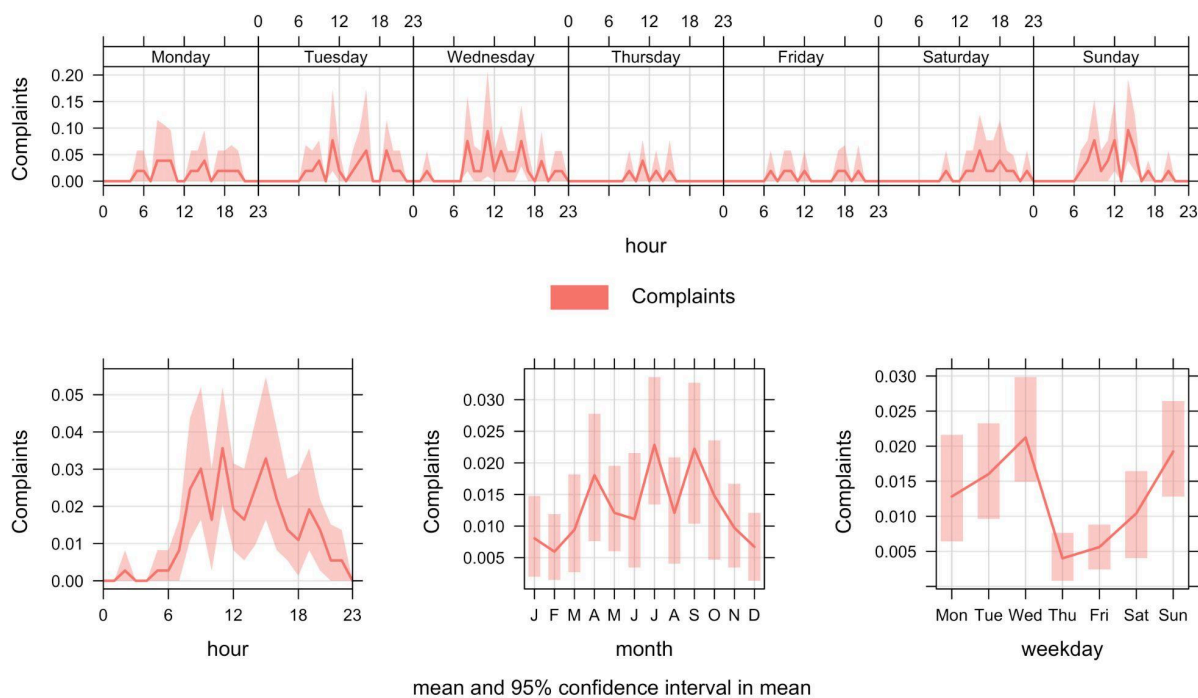 0 6 12 18 23 0 6 12 18 23 0 6 12 18 23
Monday Tuesday Wednesday Thursday Friday Saturday Sunday
0.20
0.15
0.10
0.05
0.00
Complaints
0 6 12 18 23 0 6 12 18 23 0 6 12 18 23 0 6 12 18 23
hour
Complaints
0.05
0.04
0.03
0.02
0.01
0.00
Complaints
0 6 12 18 23
hour
0.030
0.025
0.020
0.015
0.010
0.005
Complaints
J F M A M J J A S O N D
month
0.030
0.025
0.020
0.015
0.010
0.005
Complaints
Mon Tue Wed Thu Fri Sat Sun
weekday
mean and 95% confidence interval in mean